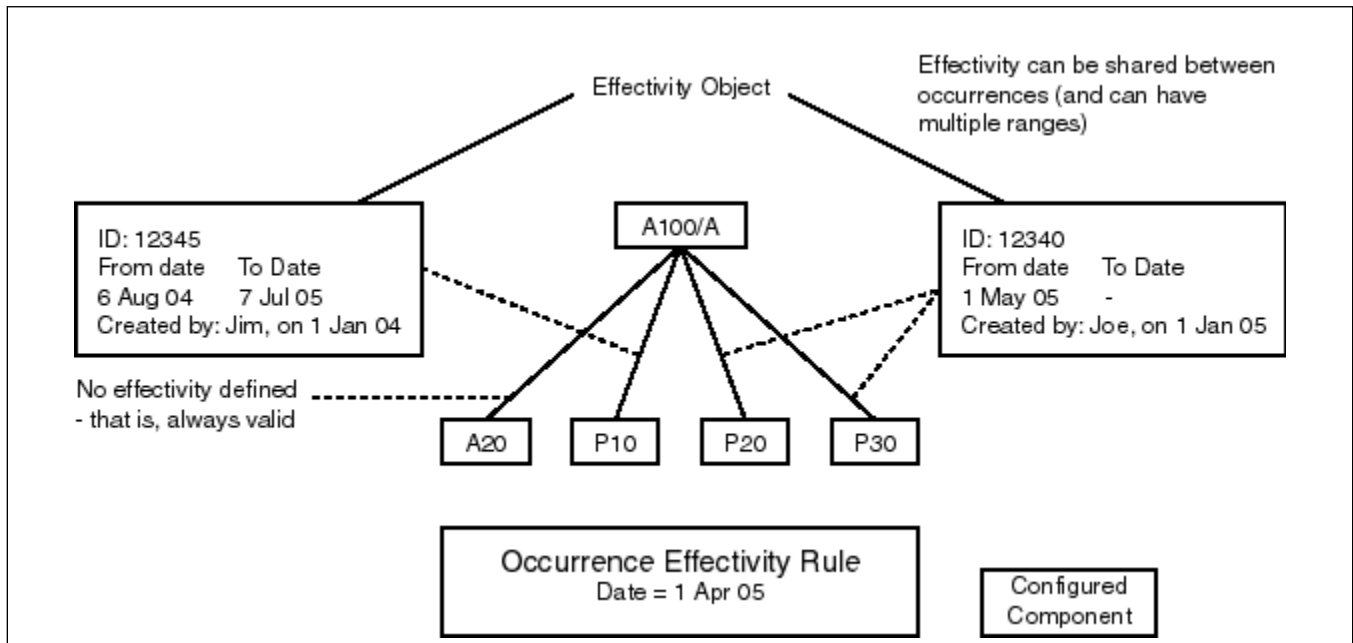 Effectivity Object
Effectivity can be shared between
occurrences (and can have
multiple ranges)
ID: 12345
From date To Date
6 Aug 04 7 Jul 05
Created by: Jim, on 1 Jan 04
A100/A
ID: 12340
From date To Date
1 May 05 -
Created by: Joe, on 1 Jan 05
No effectivity defined
- that is, always valid
A20
P10
P20
P30
Occurrence Effectivity Rule
Date = 1 Apr 05
Configured
Component